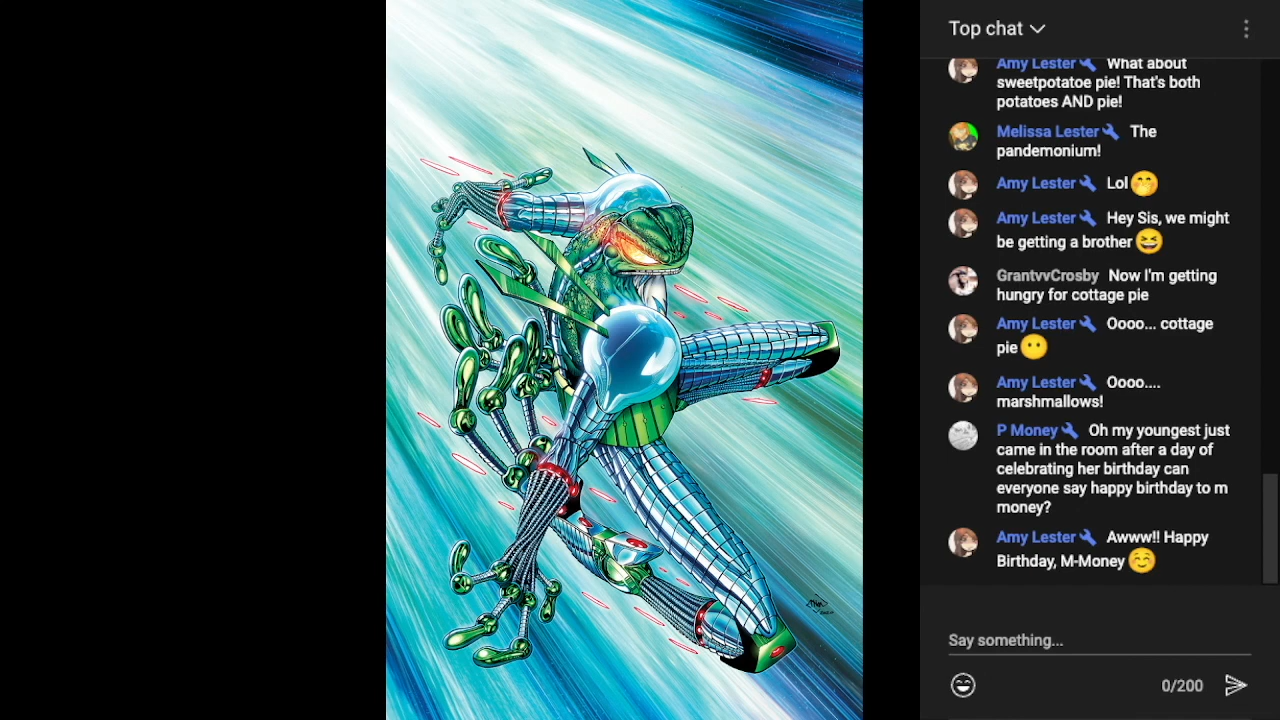 Top chat
Amy Lester What about
sweetpotatoe pie! That's both
potatoes AND pie!
Melissa Lester The
pandemonium!
Amy Lester Lol
Amy Lester Hey Sis, we might
be getting a brother
GrantvvCrosby Now I'm getting
hungry for cottage pie
Amy Lester Oooo... cottage
pie
Amy Lester Oooo....
marshmallows!
P Money Oh my youngest just
came in the room after a day of
celebrating her birthday can
everyone say happy birthday to m
money?
Amy Lester Awww!! Happy
Birthday, M-Money
Say something...
0/200